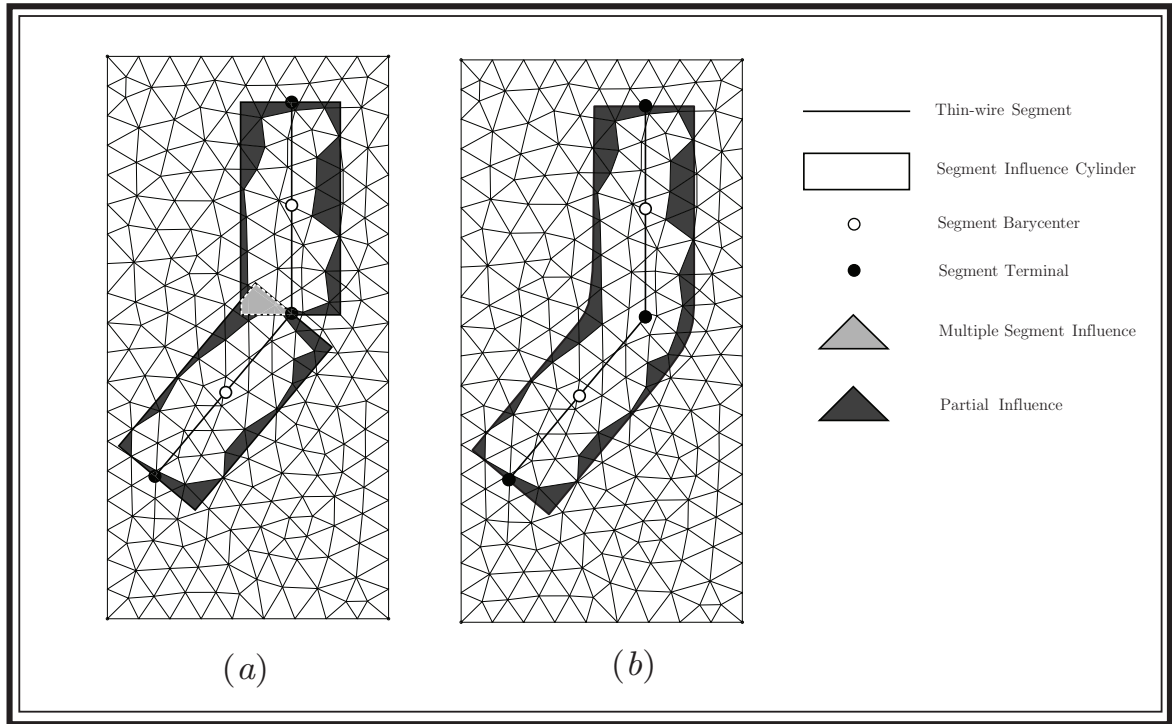 Thin-wire Segment
Segment Influence Cylinder
Segment Barycenter
Segment Terminal
Multiple Segment Influence
Partial Influence
(a)
(b)